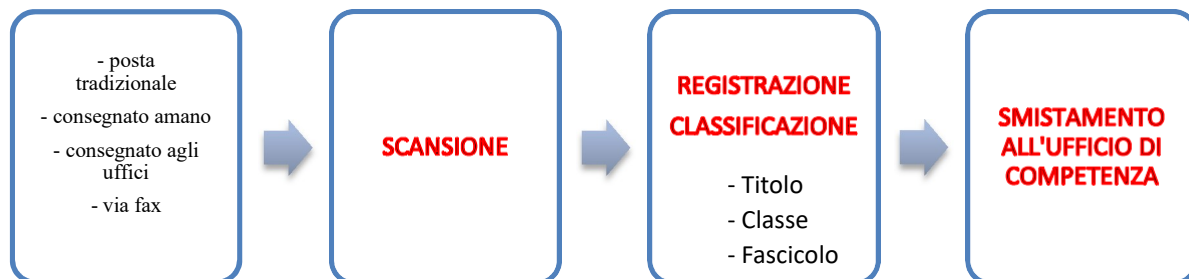 - posta
tradizionale
- consegnato amano
- consegnato agli
uffici
- via fax
SCANSIONE
REGISTRAZIONE
CLASSIFICAZIONE
- Titolo
- Classe
- Fascicolo
SMISTAMENTO
ALL'UFFICIO DI
COMPETENZA